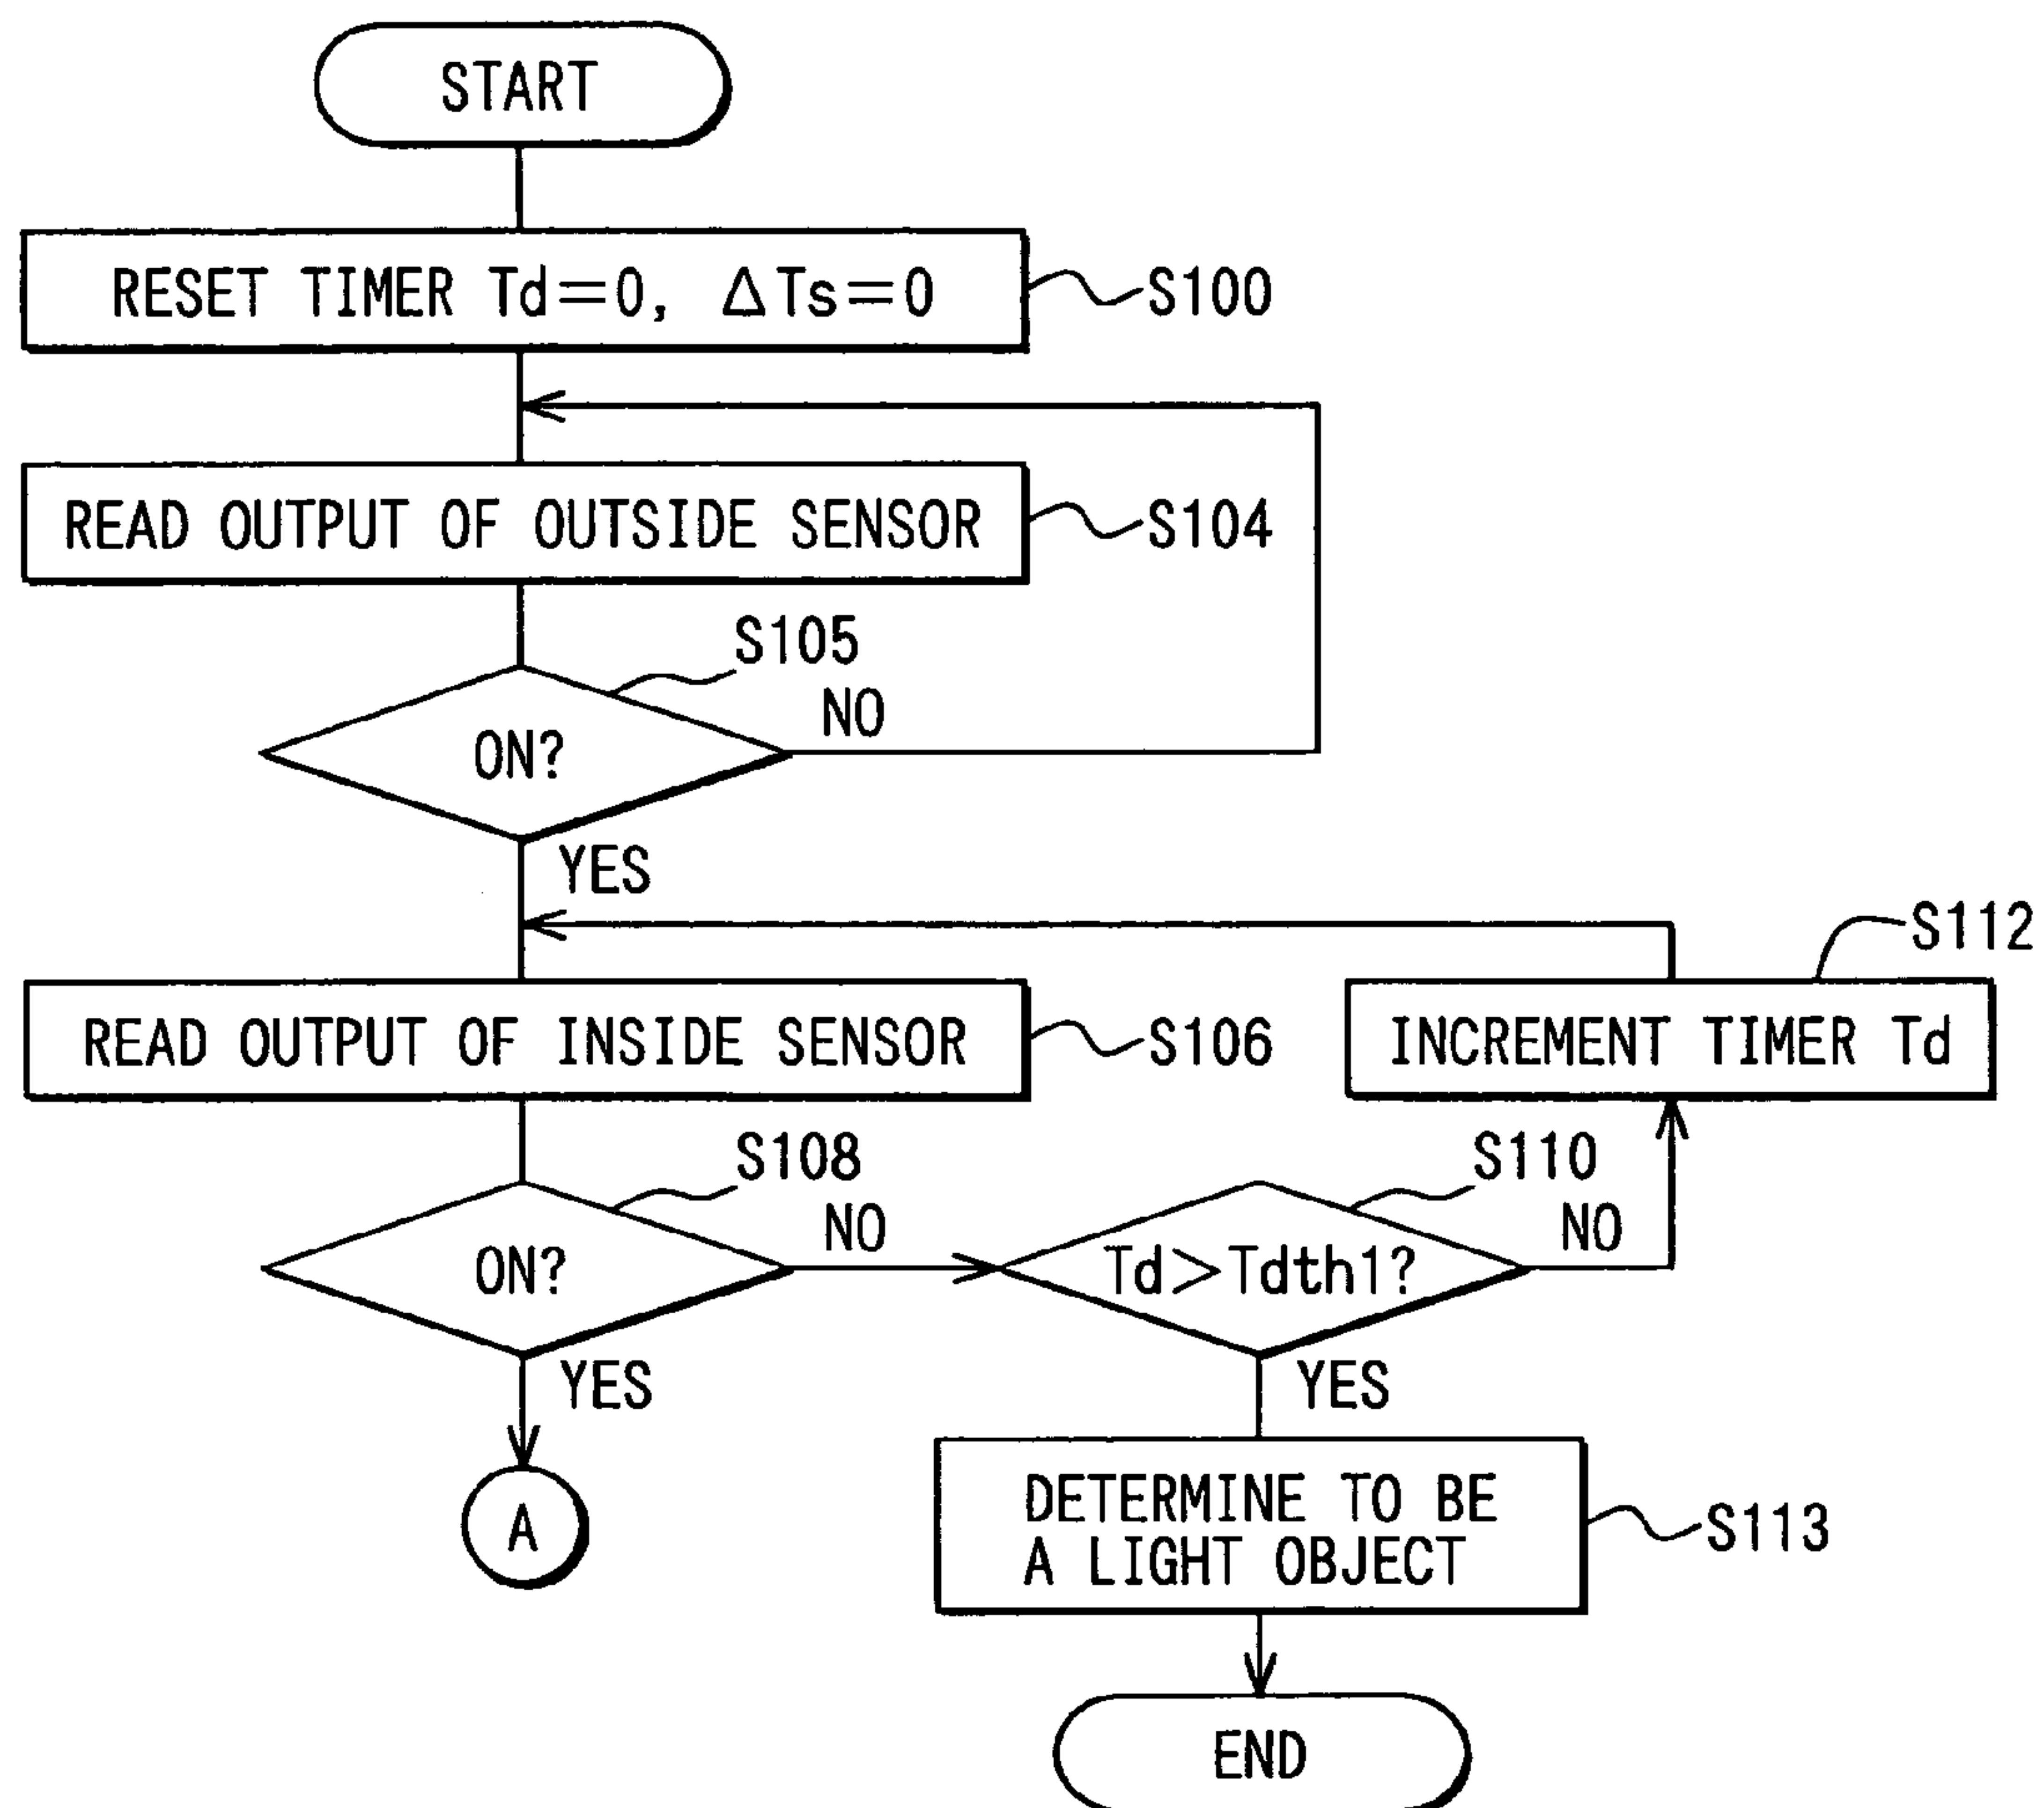 START
RESET TIMER Td=0, ΔTs=0
S100
READ OUTPUT OF OUTSIDE SENSOR
S104
S105
NO
ON?
YES
S112
READ OUTPUT OF INSIDE SENSOR
S106
INCREMENT TIMER Td
S108
NO
ON?
S110
NO
Td>Tdth1?
YES
YES
A
DETERMINE TO BE
A LIGHT OBJECT
S113
END